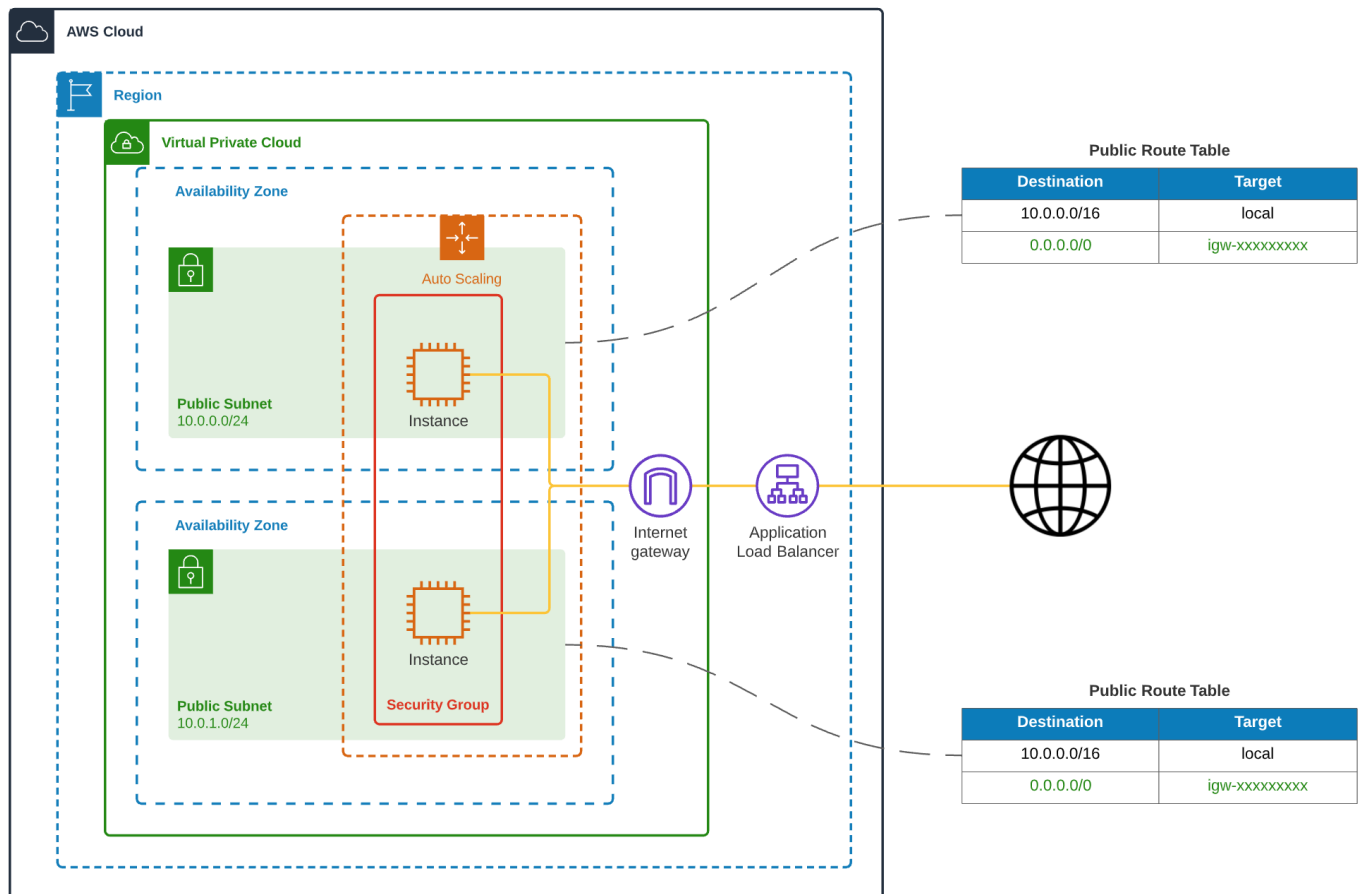 AWS Cloud
Region
Virtual Private Cloud
Availability Zone
Auto Scaling
Instance
Public Subnet
10.0.0.0/24
Availability Zone
Instance
Security Group
Public Subnet
10.0.1.0/24
Internet
gateway
Application
Load Balancer
Public Route Table
Destination Target
10.0.0.0/16 local
0.0.0.0/0 igw-xxxxxxxxx
Public Route Table
Destination Target
10.0.0.0/16 local
0.0.0.0/0 igw-xxxxxxxxx